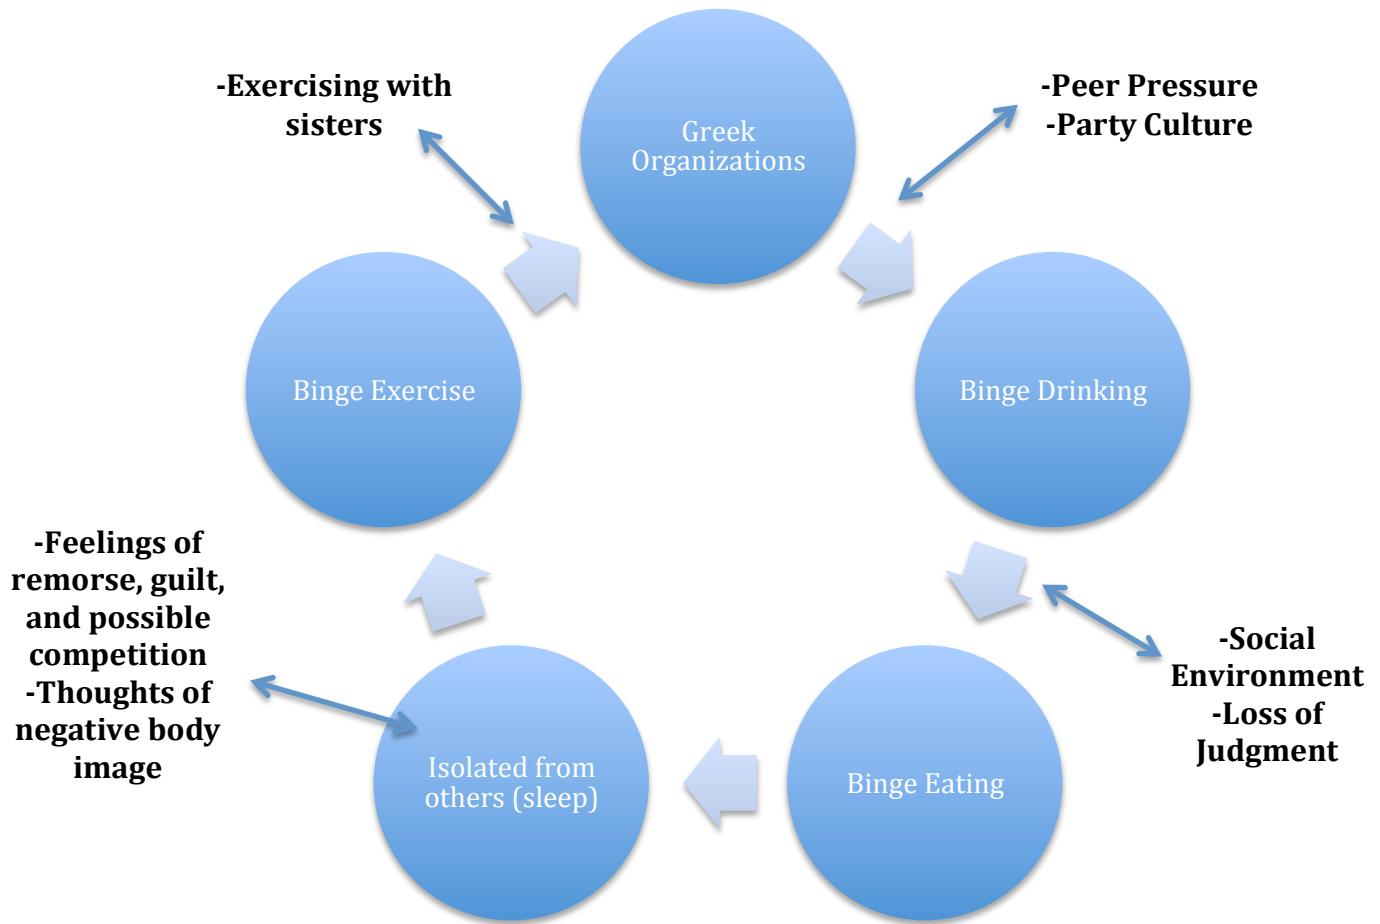 -Exercising with
sisters
Greek
Organizations
-Peer Pressure
-Party Culture
Binge Exercise
Binge Drinking
-Feelings of
remorse, guilt,
and possible
competition
-Thoughts of
negative body
image
Isolated from
others (sleep)
Binge Eating
-Social
Environment
-Loss of
Judgment